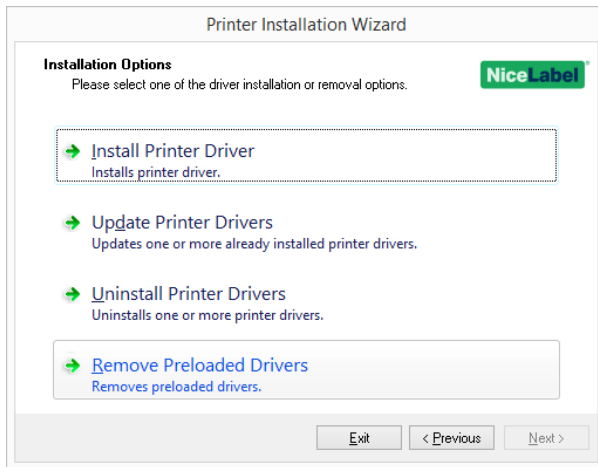 Printer Installation Wizard
Installation Options
Please select one of the driver installation or removal options.
NiceLabel
Install Printer Driver
Installs printer driver.
Update Printer Drivers
Updates one or more already installed printer drivers.
Uninstall Printer Drivers
Uninstalls one or more printer drivers.
Remove Preloaded Drivers
Removes preloaded drivers.
Exit < Previous Next >